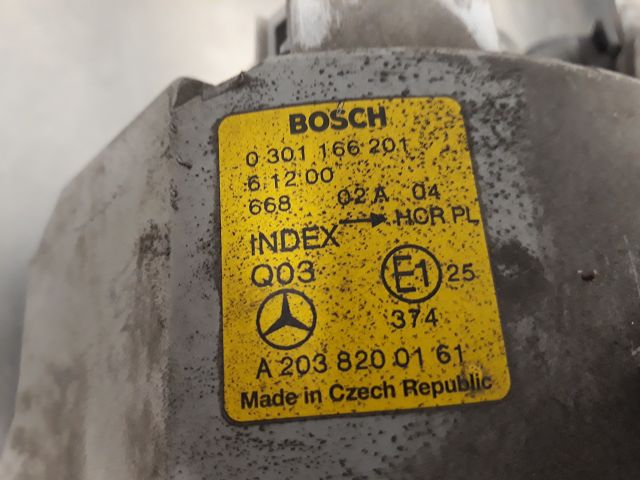 BOSCH
0 301 166 201
6.12.00
668 02 A 04
INDEX → HCR PL
Q03 E1 25
374
A 203 820 01 61
Made in Czech Republic